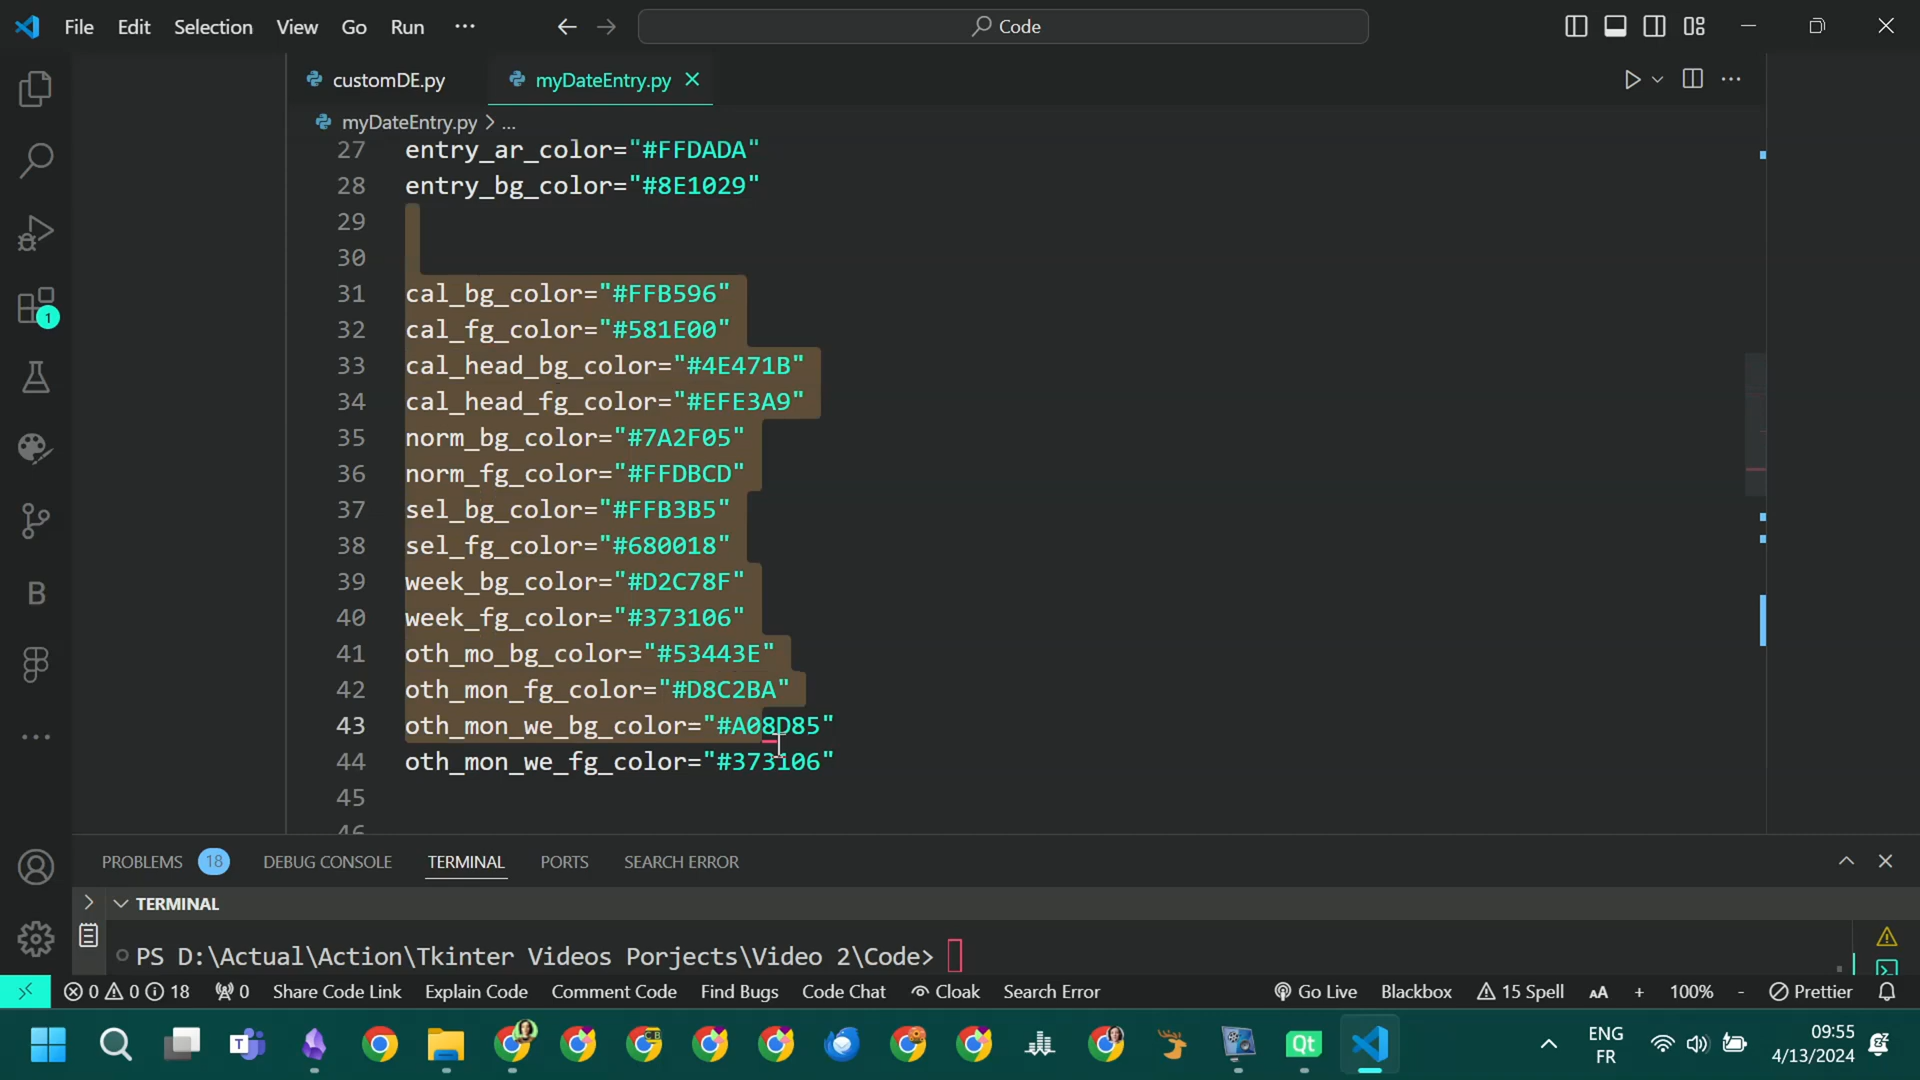 File Edit Selection View Go Run ··· Code
customDE.py myDateEntry.py
myDateEntry.py > ...
27 entry_ar_color="#FFDADA"
28 entry_bg_color="#8E1029"
29
30
31 cal_bg_color="#FFB596"
32 cal_fg_color="#581E00"
33 cal_head_bg_color="#4E471B"
34 cal_head_fg_color="#EFE3A9"
35 norm_bg_color="#7A2F05"
36 norm_fg_color="#FFDBCD"
37 sel_bg_color="#FFB3B5"
38 sel_fg_color="#680018"
39 week_bg_color="#D2C78F"
40 week_fg_color="#373106"
41 oth_mo_bg_color="#53443E"
42 oth_mon_fg_color="#D8C2BA"
43 oth_mon_we_bg_color="#A08D85"
44 oth_mon_we_fg_color="#373106"
45
46
1
B
PROBLEMS 18 DEBUG CONSOLE TERMINAL PORTS SEARCH ERROR
TERMINAL
PS D:\Actual\Action\Tkinter Videos Porjects\Video 2\Code>
0 0 18 0 Share Code Link Explain Code Comment Code Find Bugs Code Chat Cloak Search Error Go Live Blackbox 15 Spell AA + 100% - Prettier
Qt
ENG
FR
09:55
4/13/2024